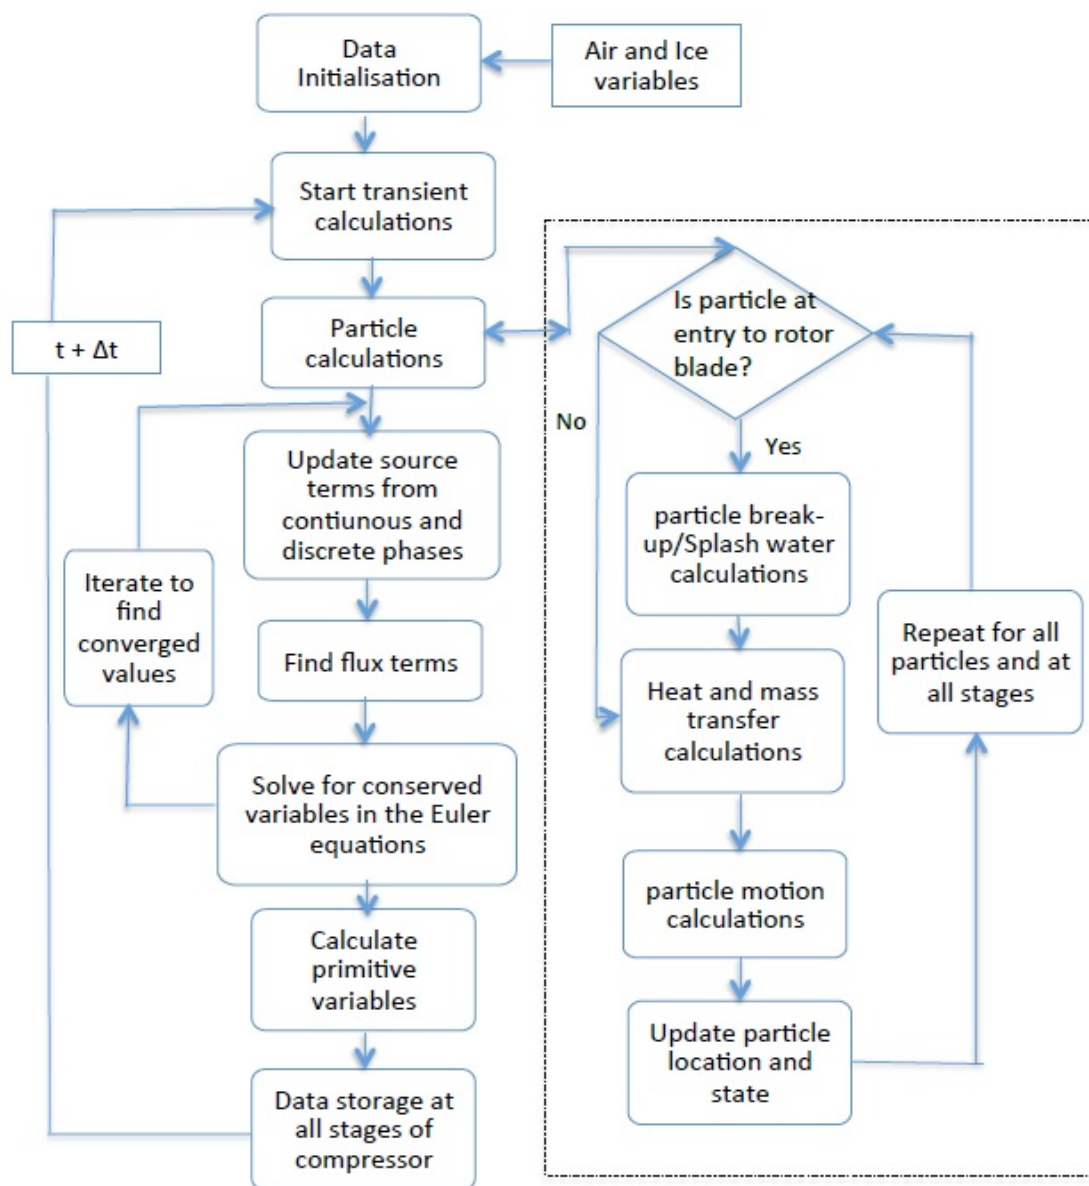 Data
Initialisation
Air and Ice
variables
Start transient
calculations
t + Δt
Particle
calculations
Update source
terms from
contiunous and
discrete phases
Iterate to
find
converged
values
Find flux terms
Solve for conserved
variables in the Euler
equations
Calculate
primitive
variables
Data storage at
all stages of
compressor
Is particle at
entry to rotor
blade?
No
Yes
particle break-
up/Splash water
calculations
Heat and mass
transfer
calculations
particle motion
calculations
Update particle
location and
state
Repeat for all
particles and at
all stages